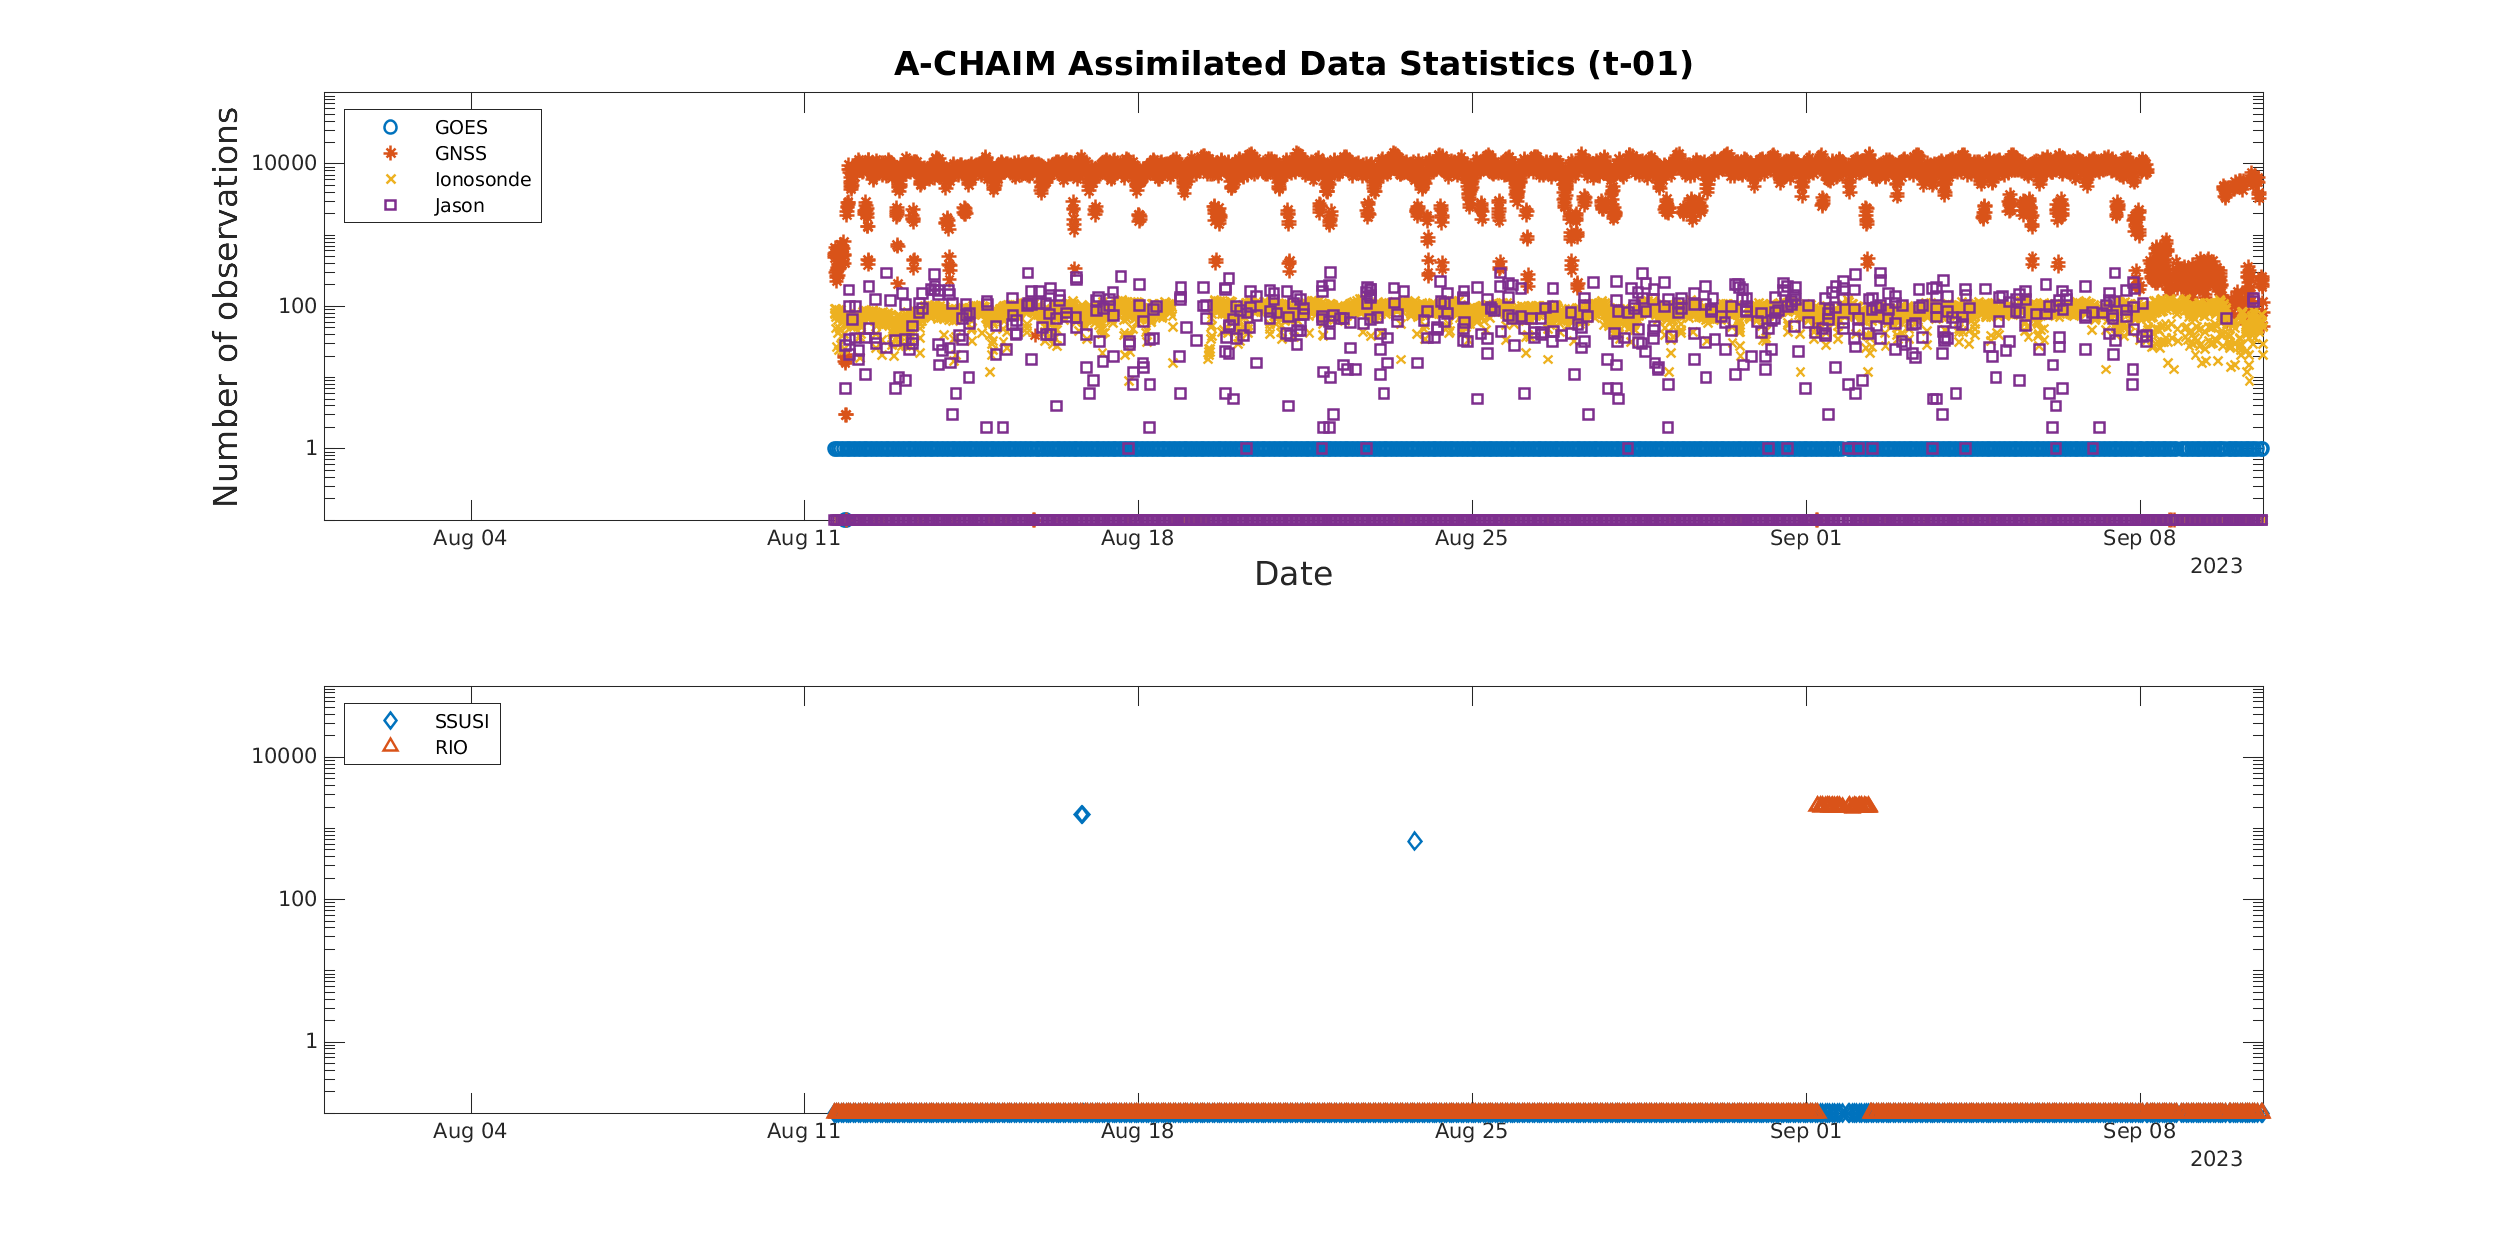 A-CHAIM Assimilated Data Statistics (t-01)
Number of observations
10000
100
1
GOES
GNSS
Ionosonde
Jason
Aug 04
Aug 11
Aug 18
Aug 25
Sep 01
Sep 08
2023
Date
10000
100
1
SSUSI
RIO
Aug 04
Aug 11
Aug 18
Aug 25
Sep 01
Sep 08
2023